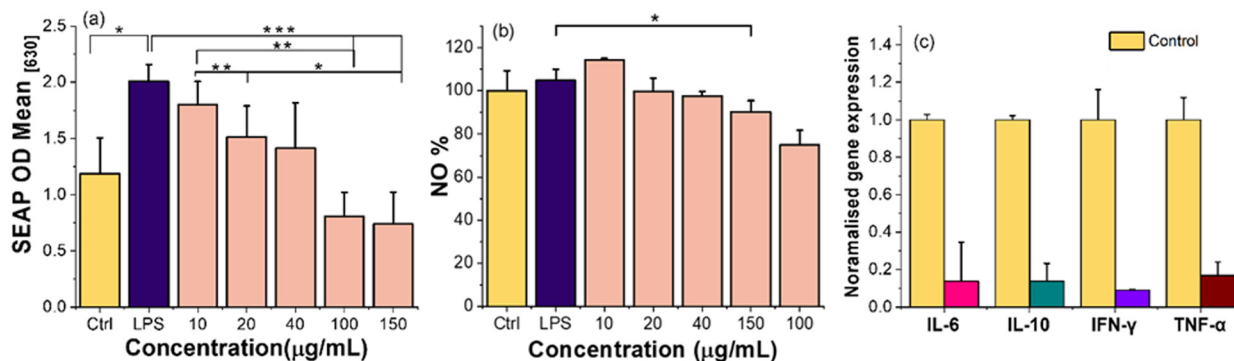 (a)
*
***
**
**
*
SEAP OD Mean [630]
2.5
2.0
1.5
1.0
0.5
0.0
Ctrl LPS 10 20 40 100 150
Concentration(µg/mL)
(b)
*
NO %
120
100
80
60
40
20
0
Ctrl LPS 10 20 40 150 100
Concentration (µg/mL)
(c)
Control
Noramalised gene expression
1.4
1.2
1.0
0.8
0.6
0.4
0.2
0.0
IL-6 IL-10 IFN-γ TNF-α